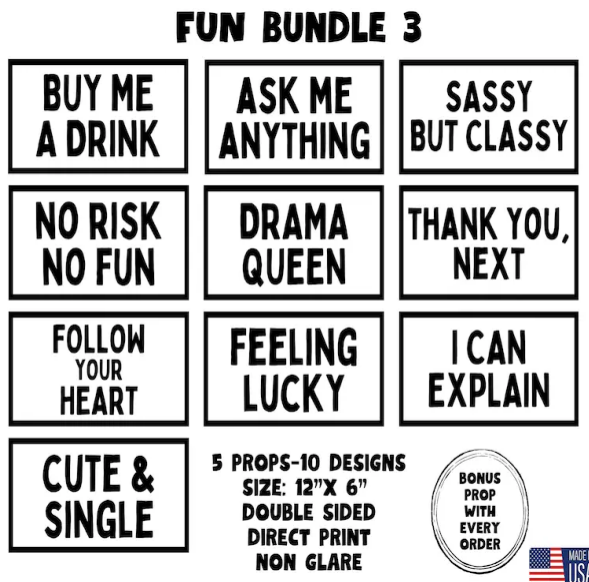 FUN BUNDLE 3
BUY ME
A DRINK
ASK ME
ANYTHING
SASSY
BUT CLASSY
NO RISK
NO FUN
DRAMA
QUEEN
THANK YOU,
NEXT
FOLLOW
YOUR
HEART
FEELING
LUCKY
I CAN
EXPLAIN
CUTE &
SINGLE
5 PROPS-10 DESIGNS
SIZE: 12”X 6”
DOUBLE SIDED
DIRECT PRINT
NON GLARE
BONUS
PROP
WITH
EVERY
ORDER
MADE
USA